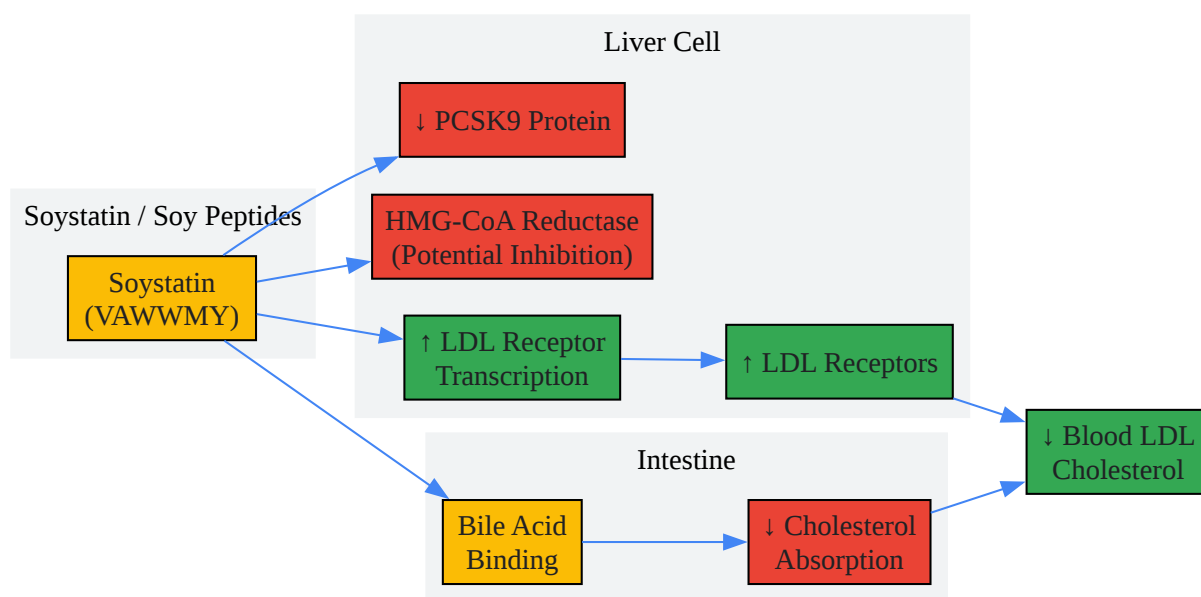 Liver Cell
↓ PCSK9 Protein
Soystatin / Soy Peptides
HMG-CoA Reductase
(Potential Inhibition)
Soystatin
(VAWWMY)
↑ LDL Receptor
Transcription
↑ LDL Receptors
↓ Blood LDL
Cholesterol
Intestine
Bile Acid
Binding
↓ Cholesterol
Absorption